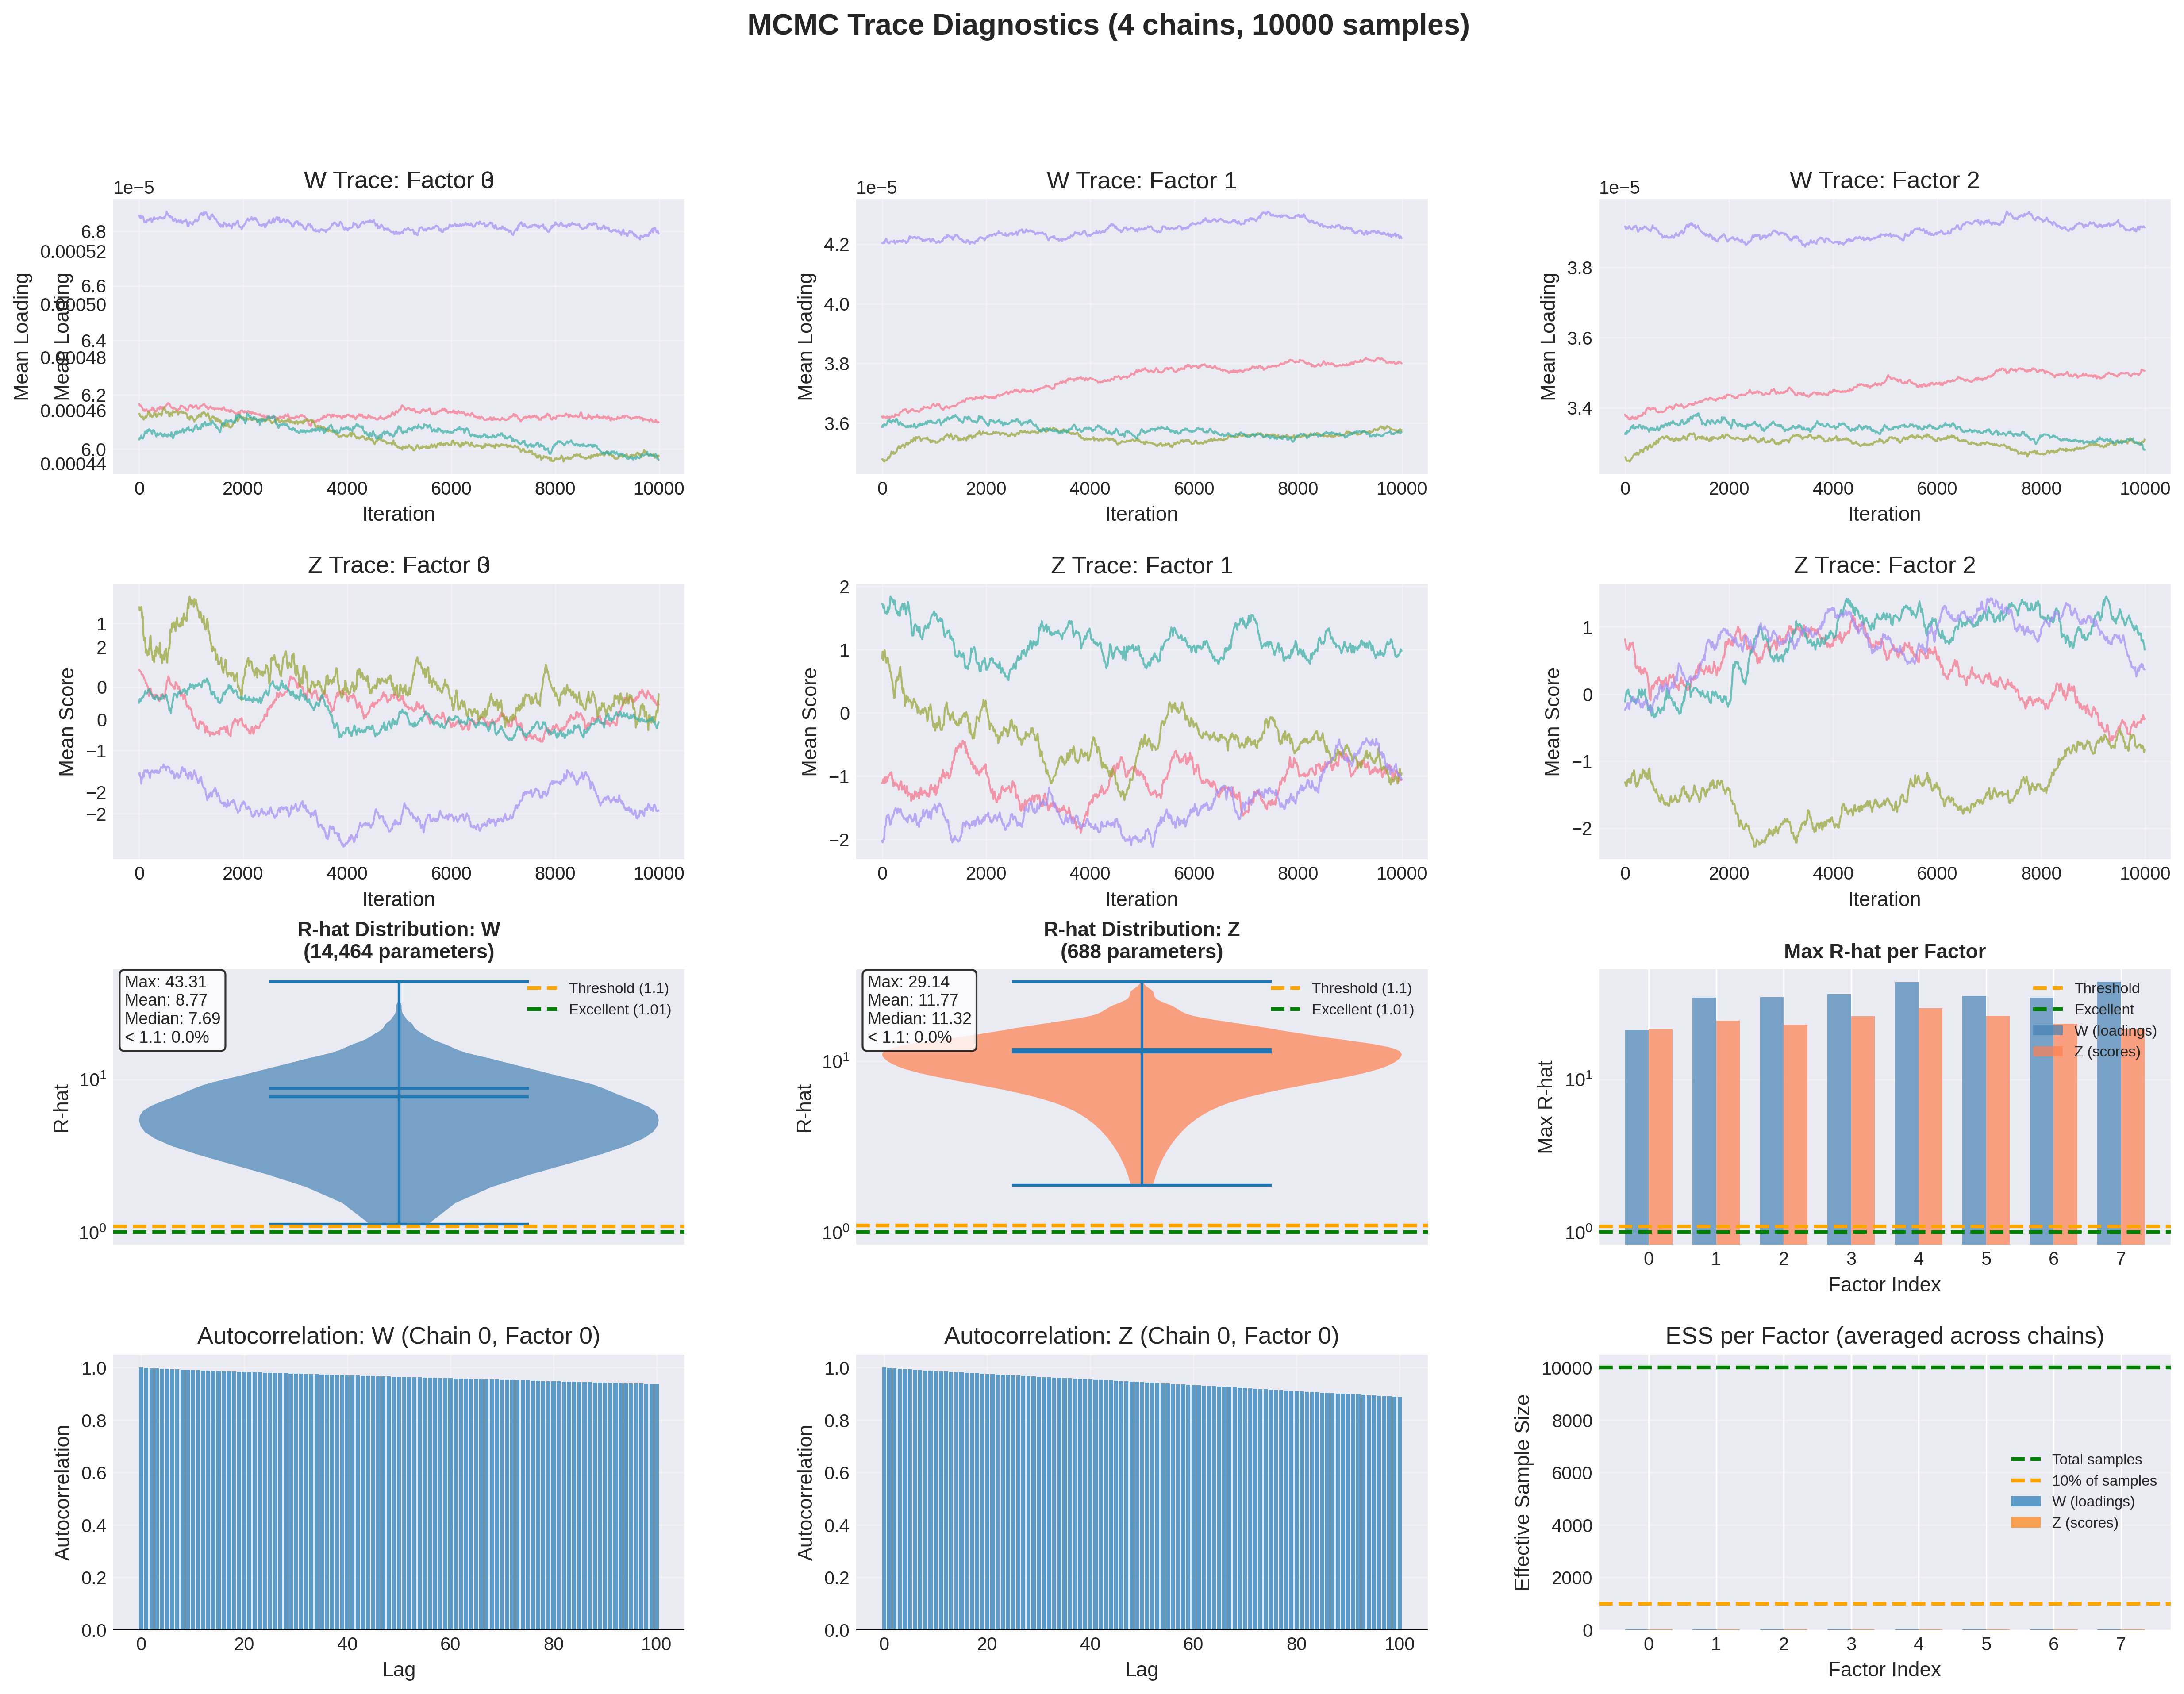 MCMC Trace Diagnostics (4 chains, 10000 samples)
W Trace: Factor
1e−5
6.8
0.00052
6.6
0.00050
6.4
0.00048
6.2
0.00046
6.0
0.00044
Mean Loading
Mean Loading
0 2000 4000 6000 8000 10000
Iteration
W Trace: Factor 1
1e−5
4.2
4.0
3.8
3.6
Mean Loading
0 2000 4000 6000 8000 10000
Iteration
W Trace: Factor 2
1e−5
3.8
3.6
3.4
Mean Loading
0 2000 4000 6000 8000 10000
Iteration
Z Trace: Factor
1
2
0
0
−1
−2
−2
Mean Score
0 2000 4000 6000 8000 10000
Iteration
Z Trace: Factor 1
2
1
0
−1
−2
Mean Score
0 2000 4000 6000 8000 10000
Iteration
Z Trace: Factor 2
1
0
−1
−2
Mean Score
0 2000 4000 6000 8000 10000
Iteration
R-hat Distribution: W
(14,464 parameters)
Max: 43.31
Mean: 8.77
Median: 7.69
< 1.1: 0.0%
Threshold (1.1)
Excellent (1.01)
10¹
10⁰
R-hat
R-hat Distribution: Z
(688 parameters)
Max: 29.14
Mean: 11.77
Median: 11.32
< 1.1: 0.0%
Threshold (1.1)
Excellent (1.01)
10¹
10⁰
R-hat
Max R-hat per Factor
Threshold
Excellent
W (loadings)
Z (scores)
10¹
10⁰
Max R-hat
0 1 2 3 4 5 6 7
Factor Index
Autocorrelation: W (Chain 0, Factor 0)
1.0
0.8
0.6
0.4
0.2
0.0
Autocorrelation
0 20 40 60 80 100
Lag
Autocorrelation: Z (Chain 0, Factor 0)
1.0
0.8
0.6
0.4
0.2
0.0
Autocorrelation
0 20 40 60 80 100
Lag
ESS per Factor (averaged across chains)
10000
8000
6000
4000
2000
0
Effective Sample Size
Total samples
10% of samples
W (loadings)
Z (scores)
0 1 2 3 4 5 6 7
Factor Index